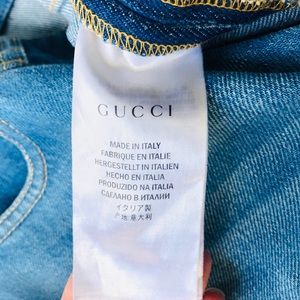 GUCCI
MADE IN ITALY
FABRIQUE EN ITALIE
HERGESTELLT IN ITALIEN
HECHO EN ITALIA
PRODUZIDO NA ITALIA
СДЕЛАНО В ИТАЛИИ
イタリア製
产地意大利